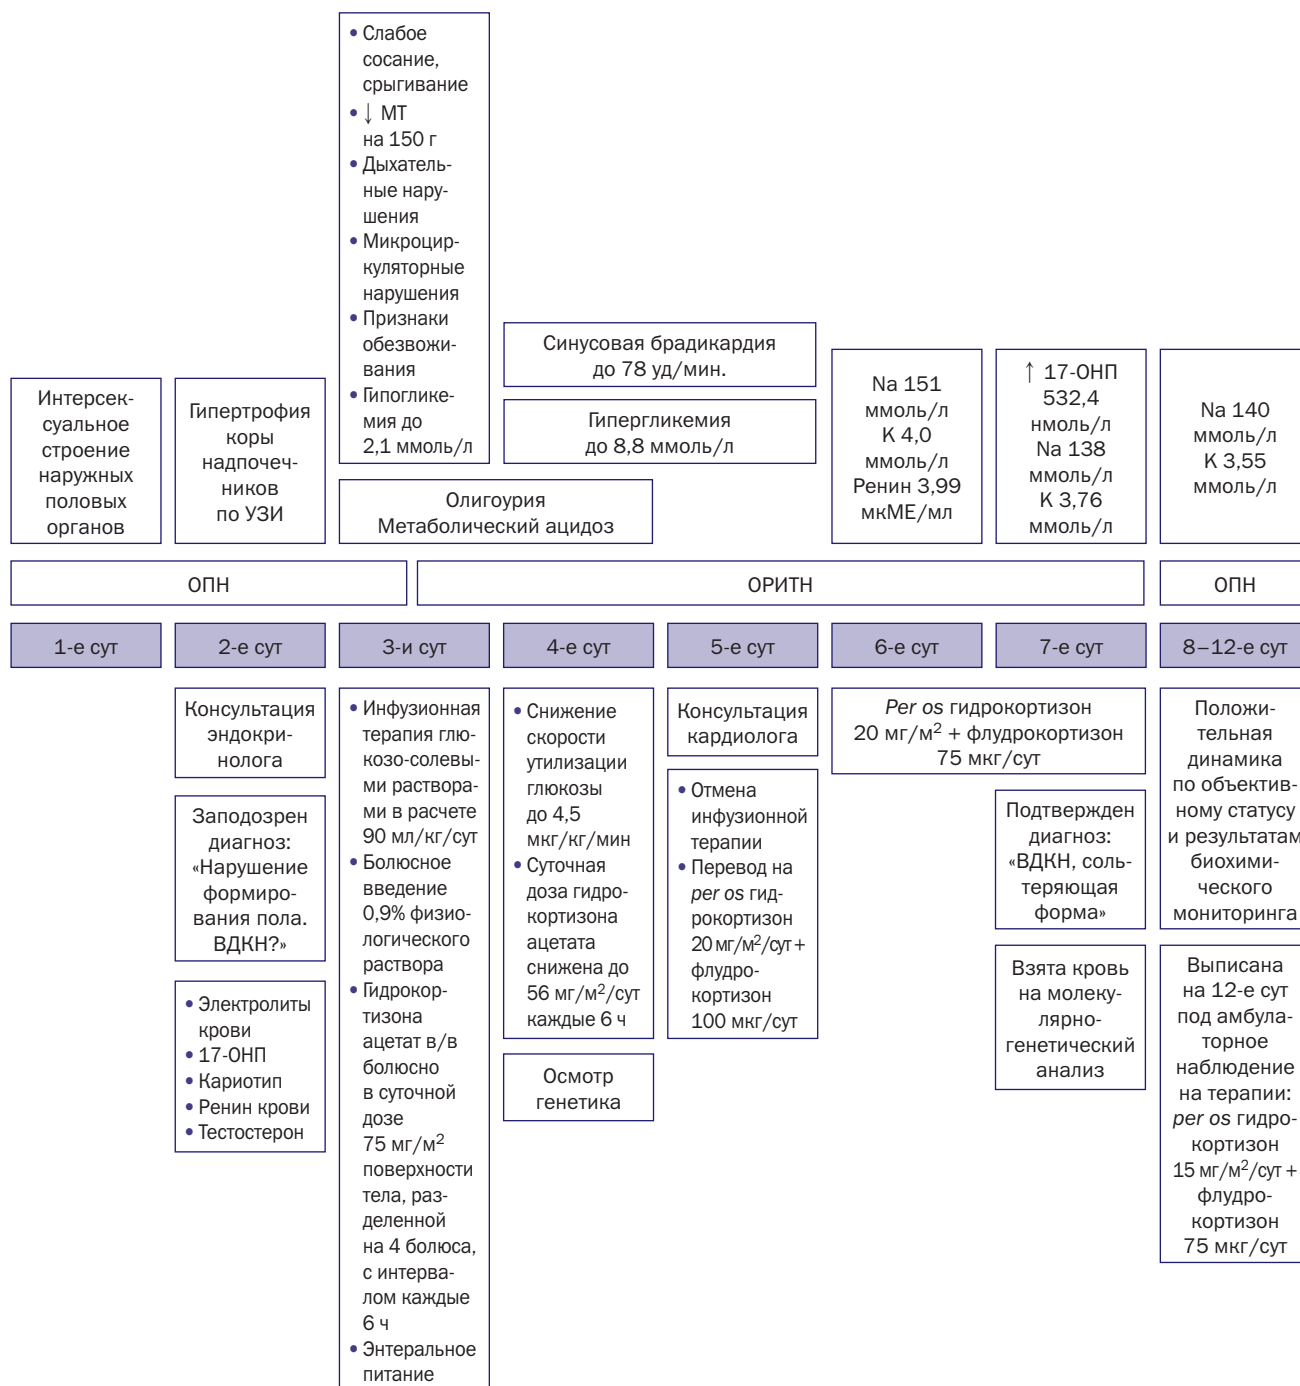 • Слабое
сосание,
срыгивание
• ↓ МТ
на 150 г
• Дыхатель-
ные нару-
шения
• Микроцир-
куляторные
нарушения
• Признаки
обезвожи-
вания
• Гипоглике-
мия до
2,1 ммоль/л
Интерсек-
суальное
строение
наружных
половых
органов
Гипертрофия
коры
надпочеч-
ников
по УЗИ
Олигоурия
Метаболический ацидоз
Синусовая брадикардия
до 78 уд/мин.
Гипергликемия
до 8,8 ммоль/л
Na 151
ммоль/л
K 4,0
ммоль/л
Ренин 3,99
мкМЕ/мл
↑ 17-ОНП
532,4
нмоль/л
Na 138
ммоль/л
K 3,76
ммоль/л
Na 140
ммоль/л
K 3,55
ммоль/л
ОПН
ОРИТН
ОПН
1-е сут
2-е сут
3-и сут
4-е сут
5-е сут
6-е сут
7-е сут
8–12-е сут
Консультация
эндокри-
нолога
Заподозрен
диагноз:
«Нарушение
формиро-
вания пола.
ВДКН?»
• Электролиты
крови
• 17-ОНП
• Кариотип
• Ренин крови
• Тестостерон
• Инфузионная
терапия глю-
козо-солевы-
ми раствора-
ми в расчете
90 мл/кг/сут
• Болюсное
введение
0,9% физио-
логического
раствора
• Гидрокор-
тизона
ацетат в/в
болюсно
в суточной
дозе
75 мг/м²
поверхности
тела, раз-
деленной
на 4 болюса,
с интерва-
лом каждые
6 ч
• Энтеральное
питание
• Снижение
скорости
утилизации
глюкозы
до 4,5
мкг/кг/мин
• Суточная
доза гидро-
кортизона
ацетата
снижена до
56 мг/м²/сут
каждые 6 ч
Осмотр
генетика
Консультация
кардиолога
• Отмена
инфузионной
терапии
• Перевод на
per os гид-
рокортизон
20 мг/м²/сут +
флудро-
кортизон
100 мкг/сут
Per os гидрокортизон
20 мг/м² + флудрокортизон
75 мкг/сут
Подтвержден
диагноз:
«ВДКН, соль-
теряющая
форма»
Взята кровь
на молеку-
лярно-
генетический
анализ
Положи-
тельная
динамика
по объектив-
ному статусу
и результатам
биохими-
ческого
мониторинга
Выписана
на 12-е сут
под амбула-
торное
наблюдение
на терапии:
per os гидро-
кортизон
15 мг/м²/сут +
флудро-
кортизон
75 мкг/сут